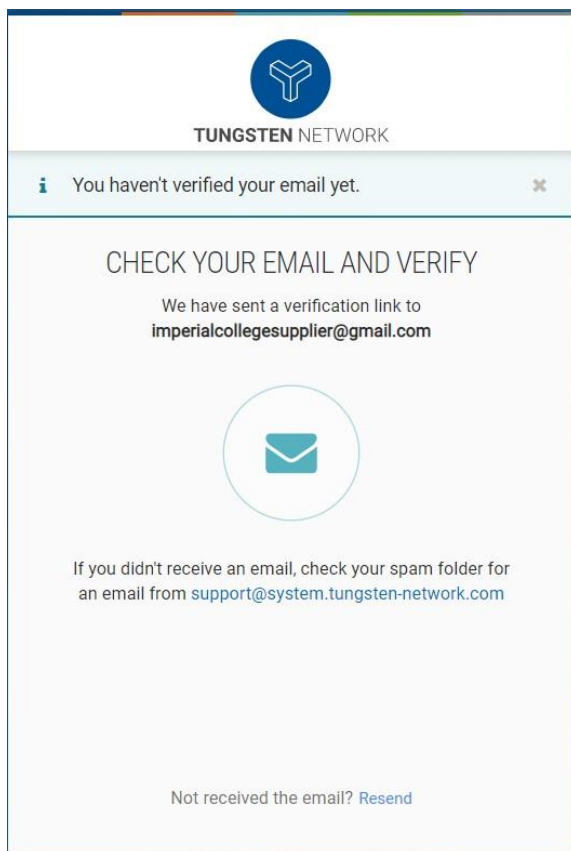 TUNGSTEN NETWORK
You haven't verified your email yet.
CHECK YOUR EMAIL AND VERIFY
We have sent a verification link to
imperialcollegesupplier@gmail.com
If you didn't receive an email, check your spam folder for
an email from support@system.tungsten-network.com
Not received the email? Resend